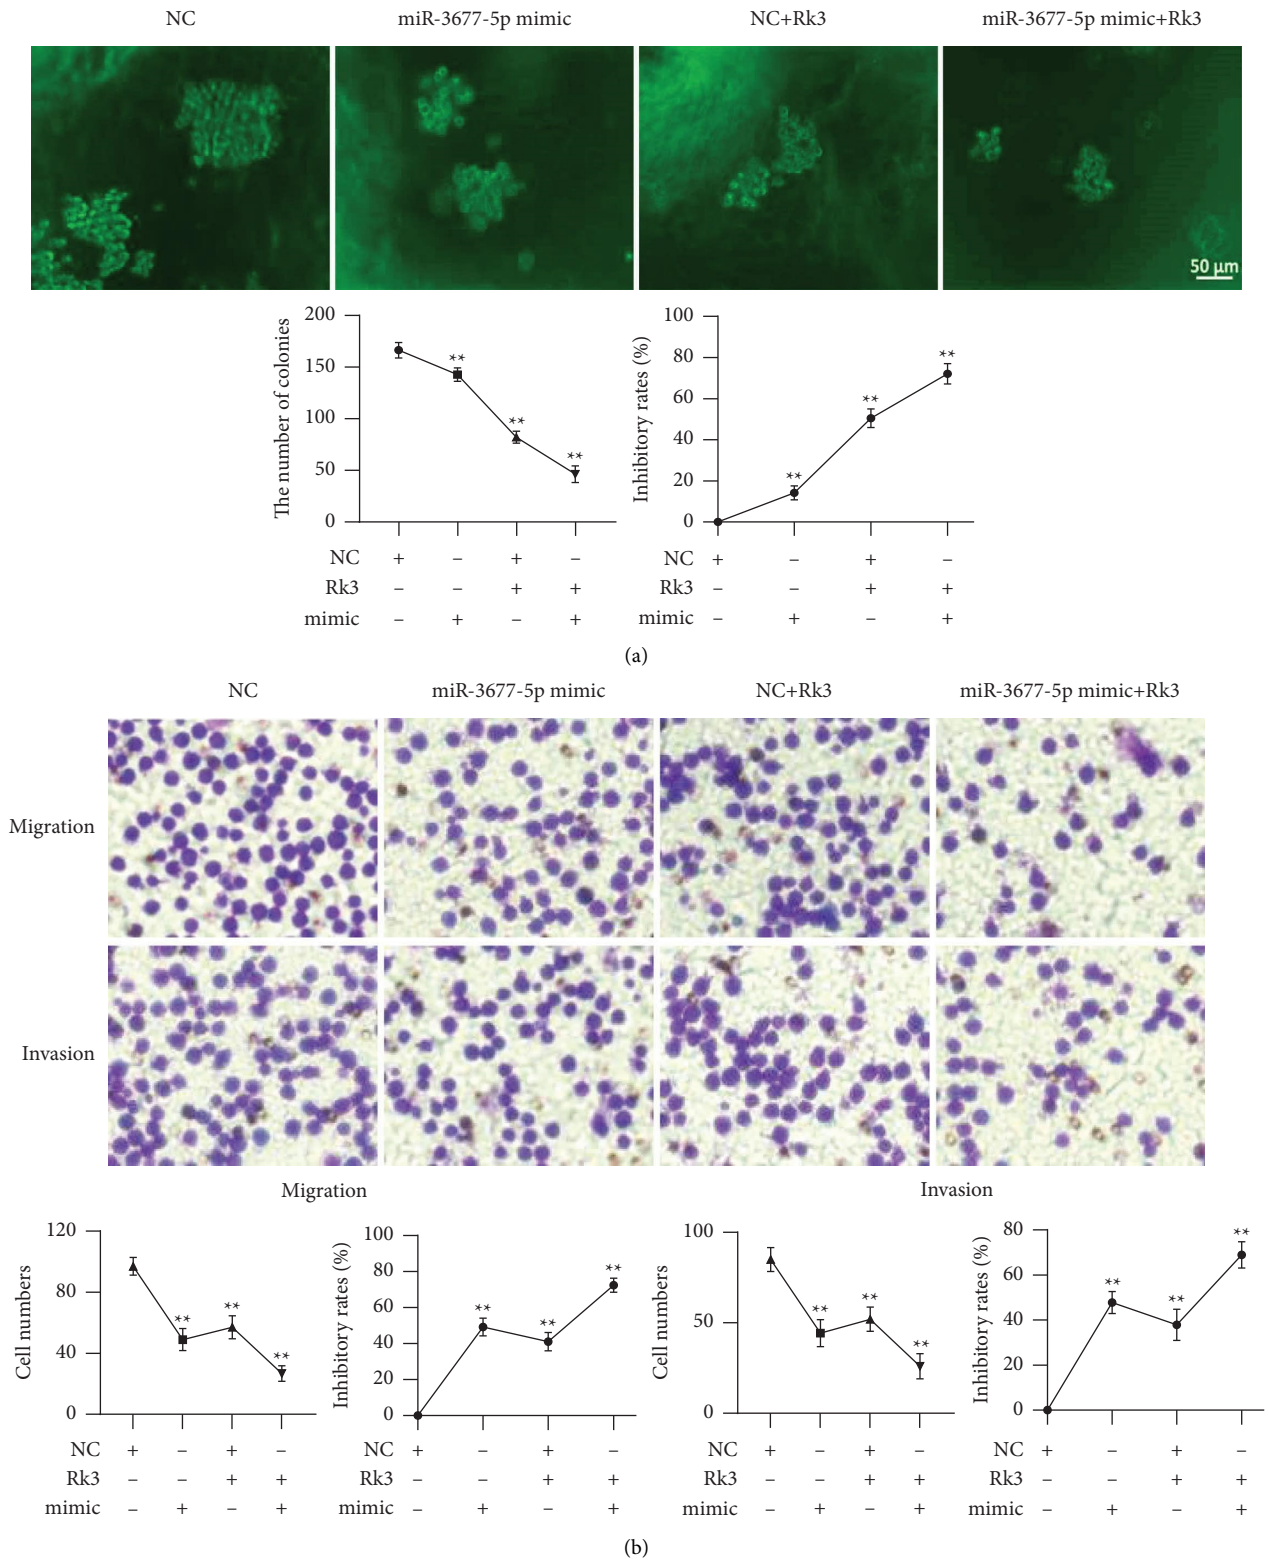 NC miR-3677-5p mimic NC+Rk3 miR-3677-5p mimic+Rk3
50 μm
The number of colonies
200
150
100
50
0
** ** **
NC + – + –
Rk3 – – + +
mimic – + – +
Inhibitory rates (%)
100
80
60
40
20
0
** ** **
NC + – + –
Rk3 – – + +
mimic – + – +
(a)
NC miR-3677-5p mimic NC+Rk3 miR-3677-5p mimic+Rk3
Migration
Invasion
Migration
Cell numbers
120
80
40
0
** ** **
NC + – + –
Rk3 – – + +
mimic – + – +
Inhibitory rates (%)
100
80
60
40
20
0
** ** **
NC + – + –
Rk3 – – + +
mimic – + – +
Invasion
Cell numbers
100
50
0
** ** **
NC + – + –
Rk3 – – + +
mimic – + – +
Inhibitory rates (%)
80
60
40
20
0
** ** **
NC + – + –
Rk3 – – + +
mimic – + – +
(b)